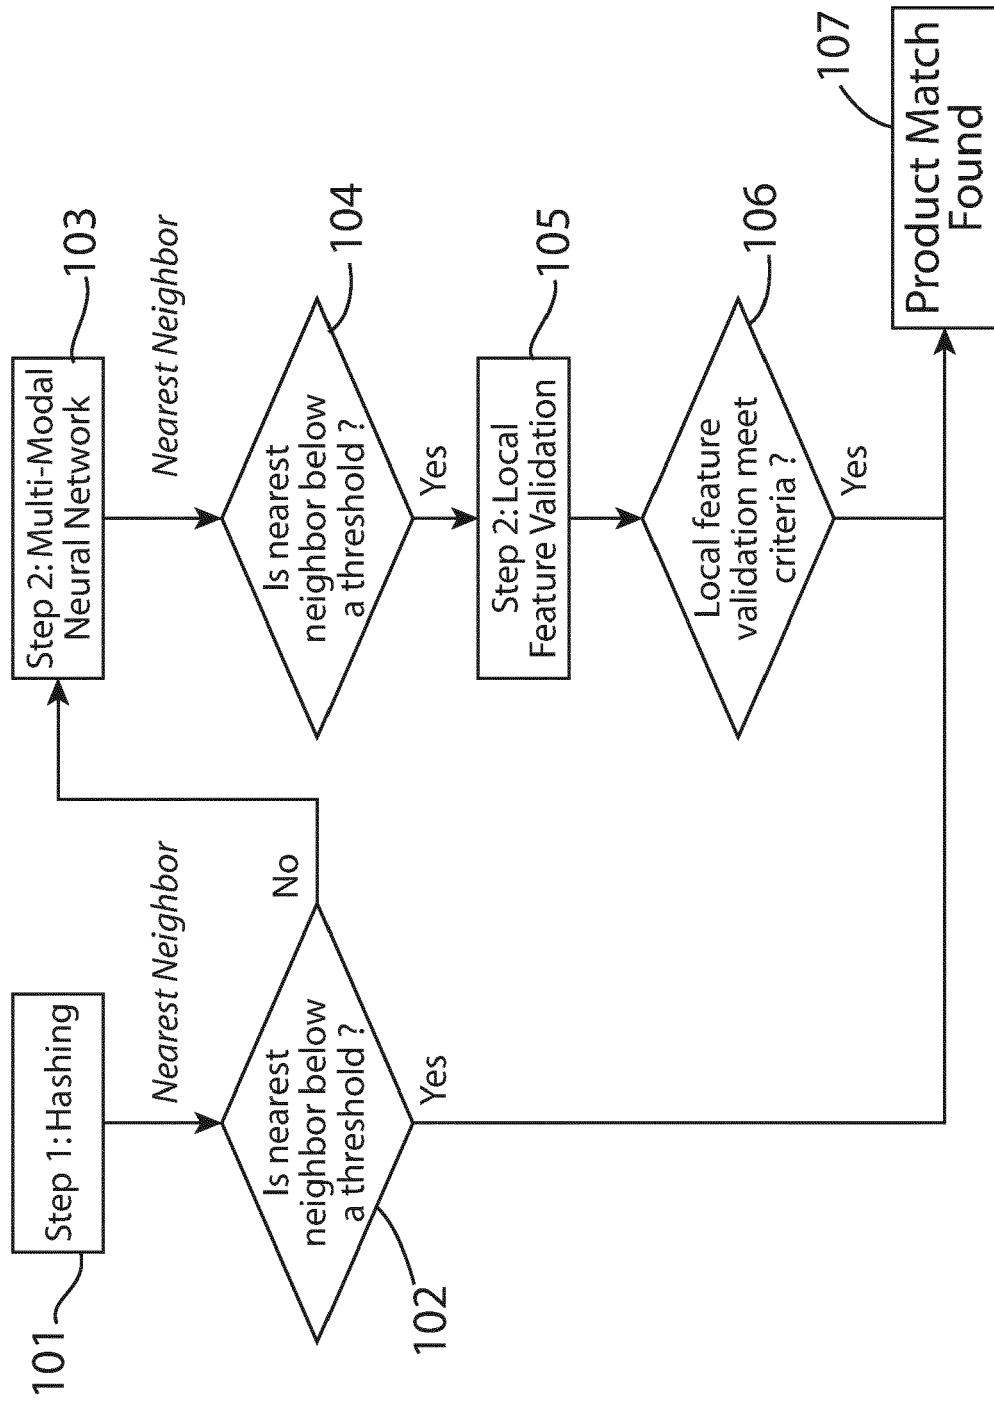 101
Step 1: Hashing
Nearest Neighbor
Is nearest
neighbor below
a threshold ?
102
No
Yes
Step 2: Multi-Modal
Neural Network
103
Nearest Neighbor
Is nearest
neighbor below
a threshold ?
104
Yes
Step 2: Local
Feature Validation
105
Local feature
validation meet
criteria ?
106
Yes
107
Product Match
Found